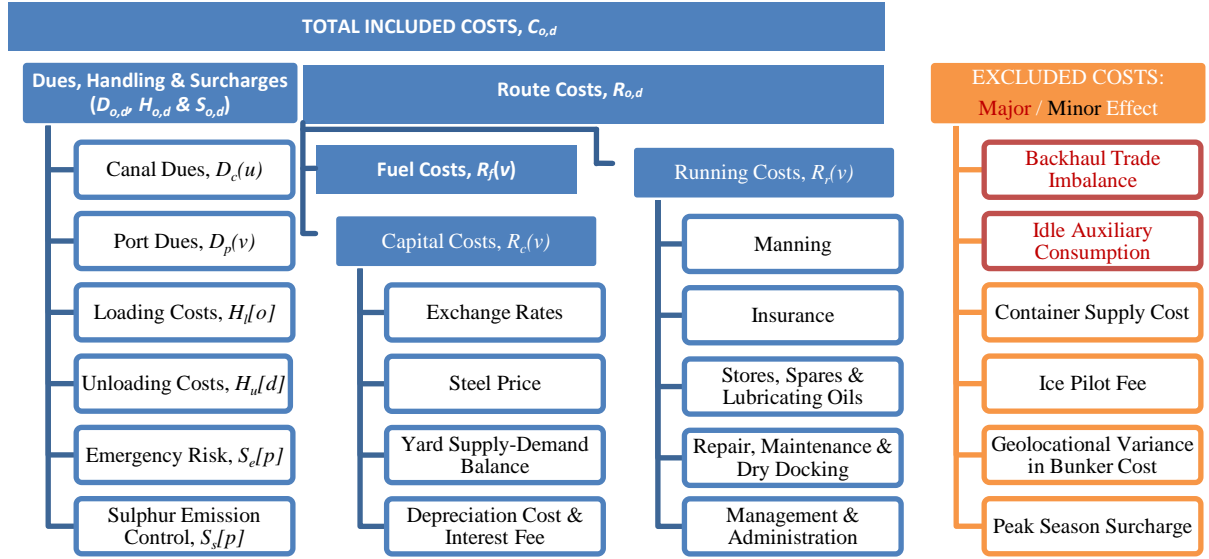 TOTAL INCLUDED COSTS, Co,d
Dues, Handling & Surcharges
(Do,d, Ho,d & So,d)
Canal Dues, Dc(u)
Port Dues, Dp(v)
Loading Costs, Hl[o]
Unloading Costs, Hu[d]
Emergency Risk, Se[p]
Sulphur Emission
Control, Ss[p]
Route Costs, Ro,d
Fuel Costs, Rf(v)
Capital Costs, Rc(v)
Exchange Rates
Steel Price
Yard Supply-Demand
Balance
Depreciation Cost &
Interest Fee
Running Costs, Rr(v)
Manning
Insurance
Stores, Spares &
Lubricating Oils
Repair, Maintenance &
Dry Docking
Management &
Administration
EXCLUDED COSTS:
Major / Minor Effect
Backhaul Trade
Imbalance
Idle Auxiliary
Consumption
Container Supply Cost
Ice Pilot Fee
Geolocational Variance
in Bunker Cost
Peak Season Surcharge